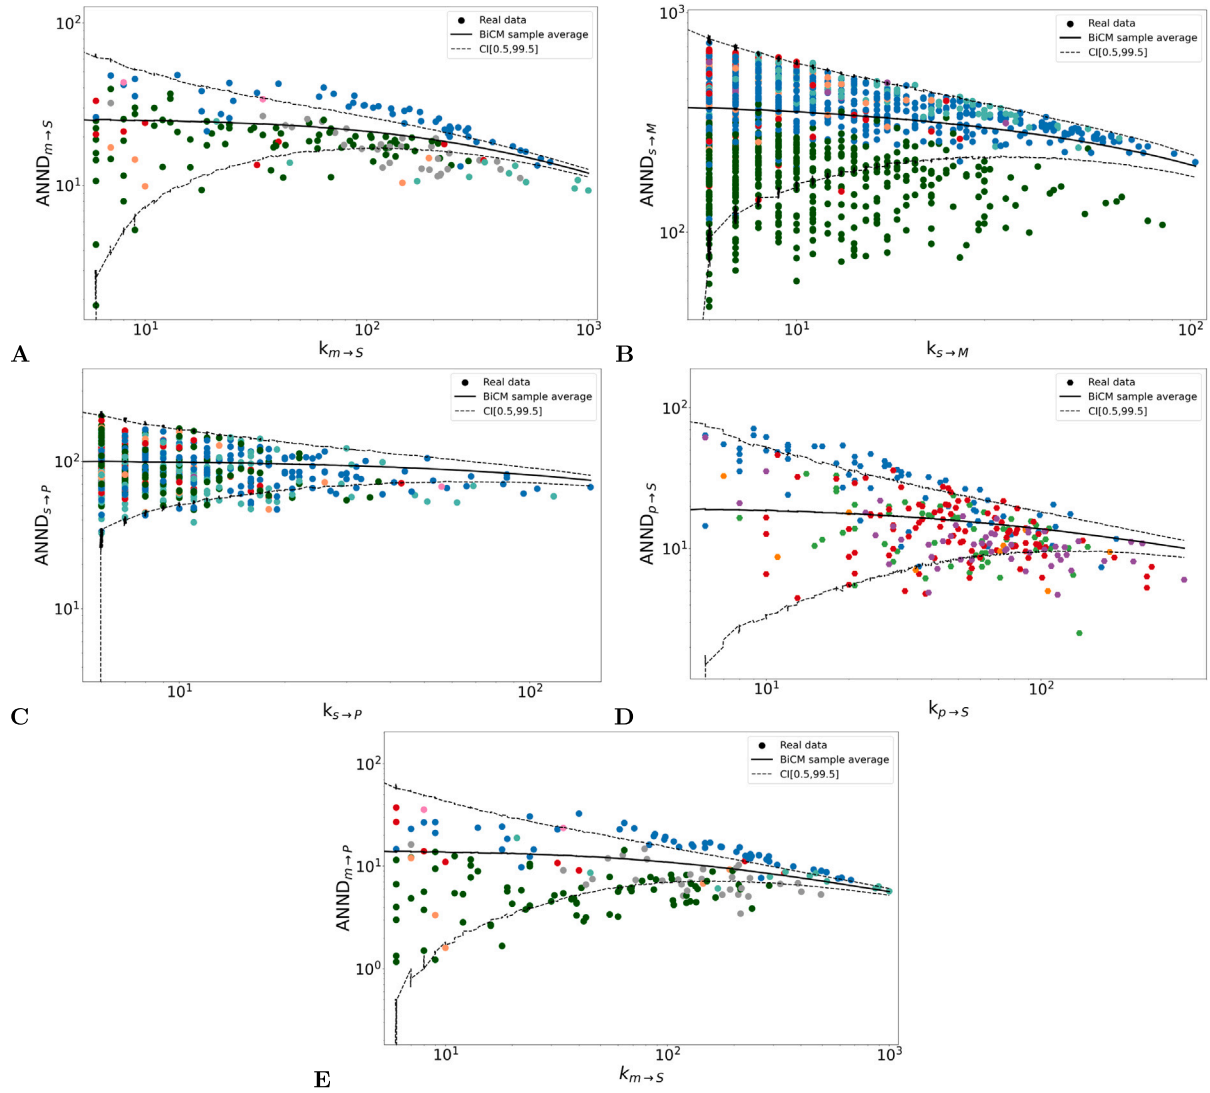 10²
10¹
ANND_{m→S}
Real data
BiCM sample average
CI[0.5,99.5]
10¹
10²
10³
k_{m→S}
A
10³
10²
ANND_{s→M}
Real data
BiCM sample average
CI[0.5,99.5]
10¹
10²
k_{s→M}
B
10²
10¹
ANND_{s→P}
Real data
BiCM sample average
CI[0.5,99.5]
10¹
10²
k_{s→P}
C
10²
10¹
ANND_{p→S}
Real data
BiCM sample average
CI[0.5,99.5]
10¹
10²
k_{p→S}
D
10²
10¹
10⁰
ANND_{m→P}
Real data
BiCM sample average
CI[0.5,99.5]
10¹
10²
10³
k_{m→S}
E